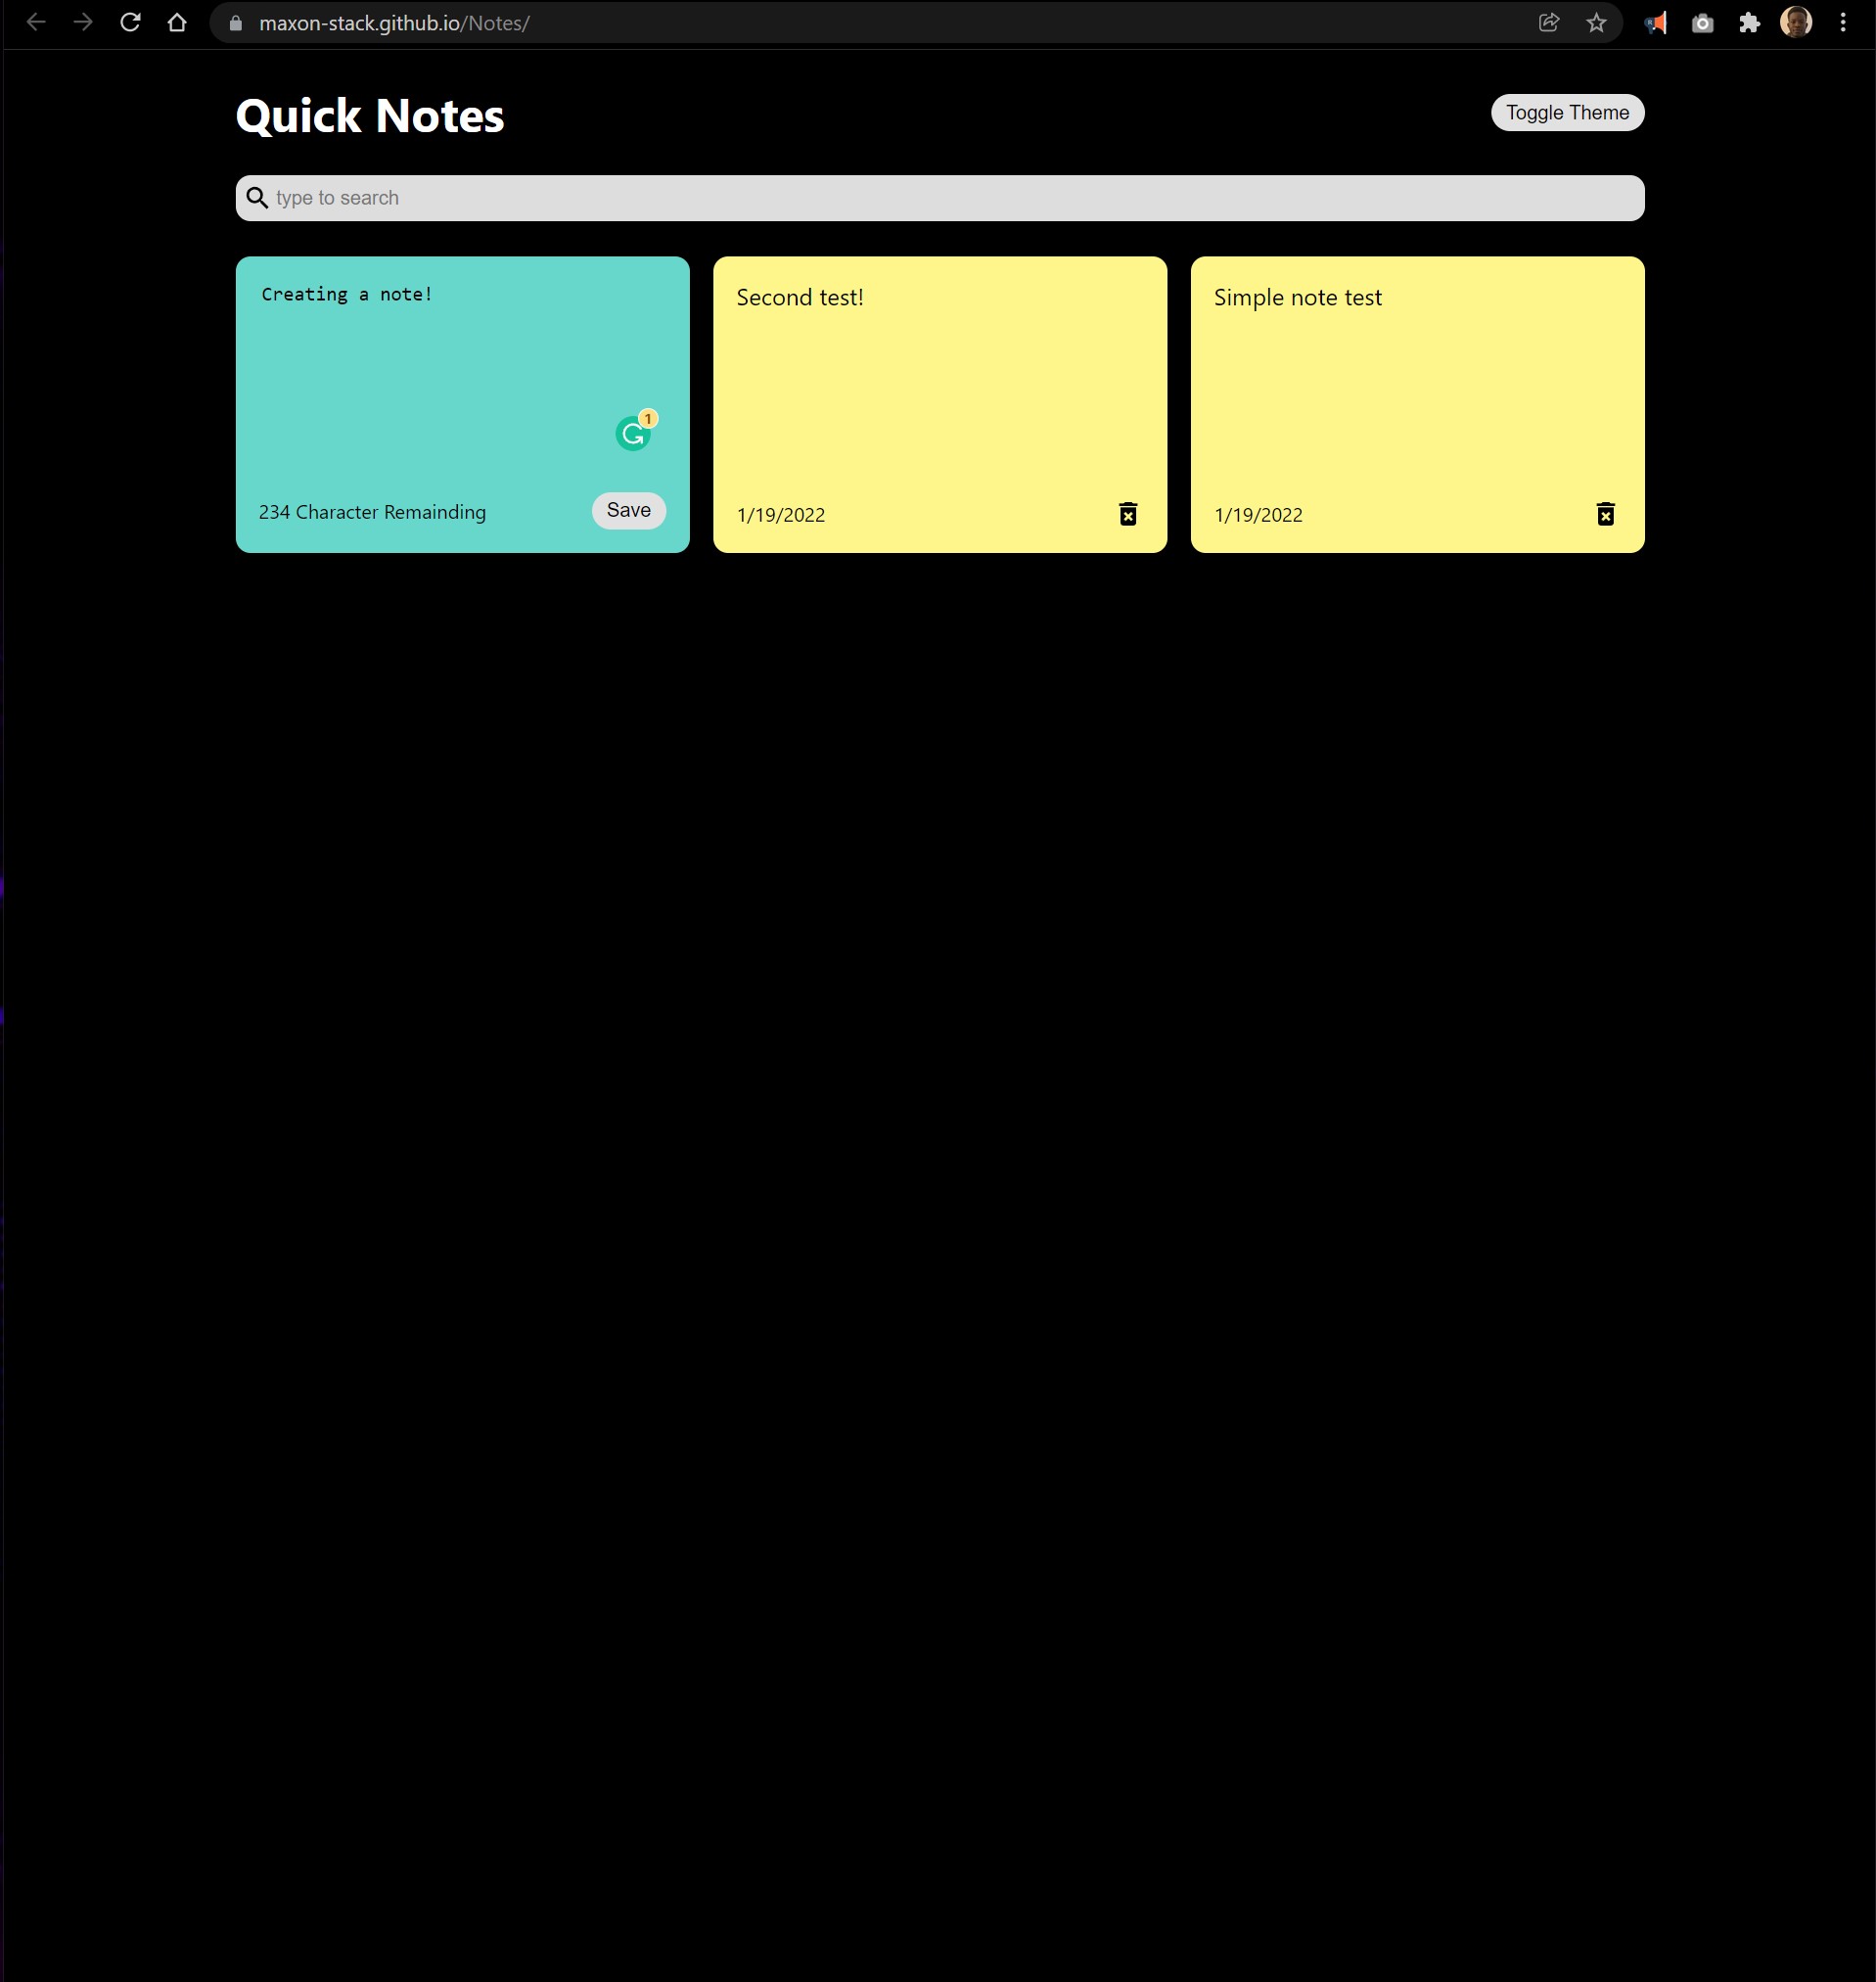 maxon-stack.github.io/Notes/
Quick Notes
Toggle Theme
type to search
Creating a note!
1
234 Character Remainding
Save
Second test!
1/19/2022
Simple note test
1/19/2022